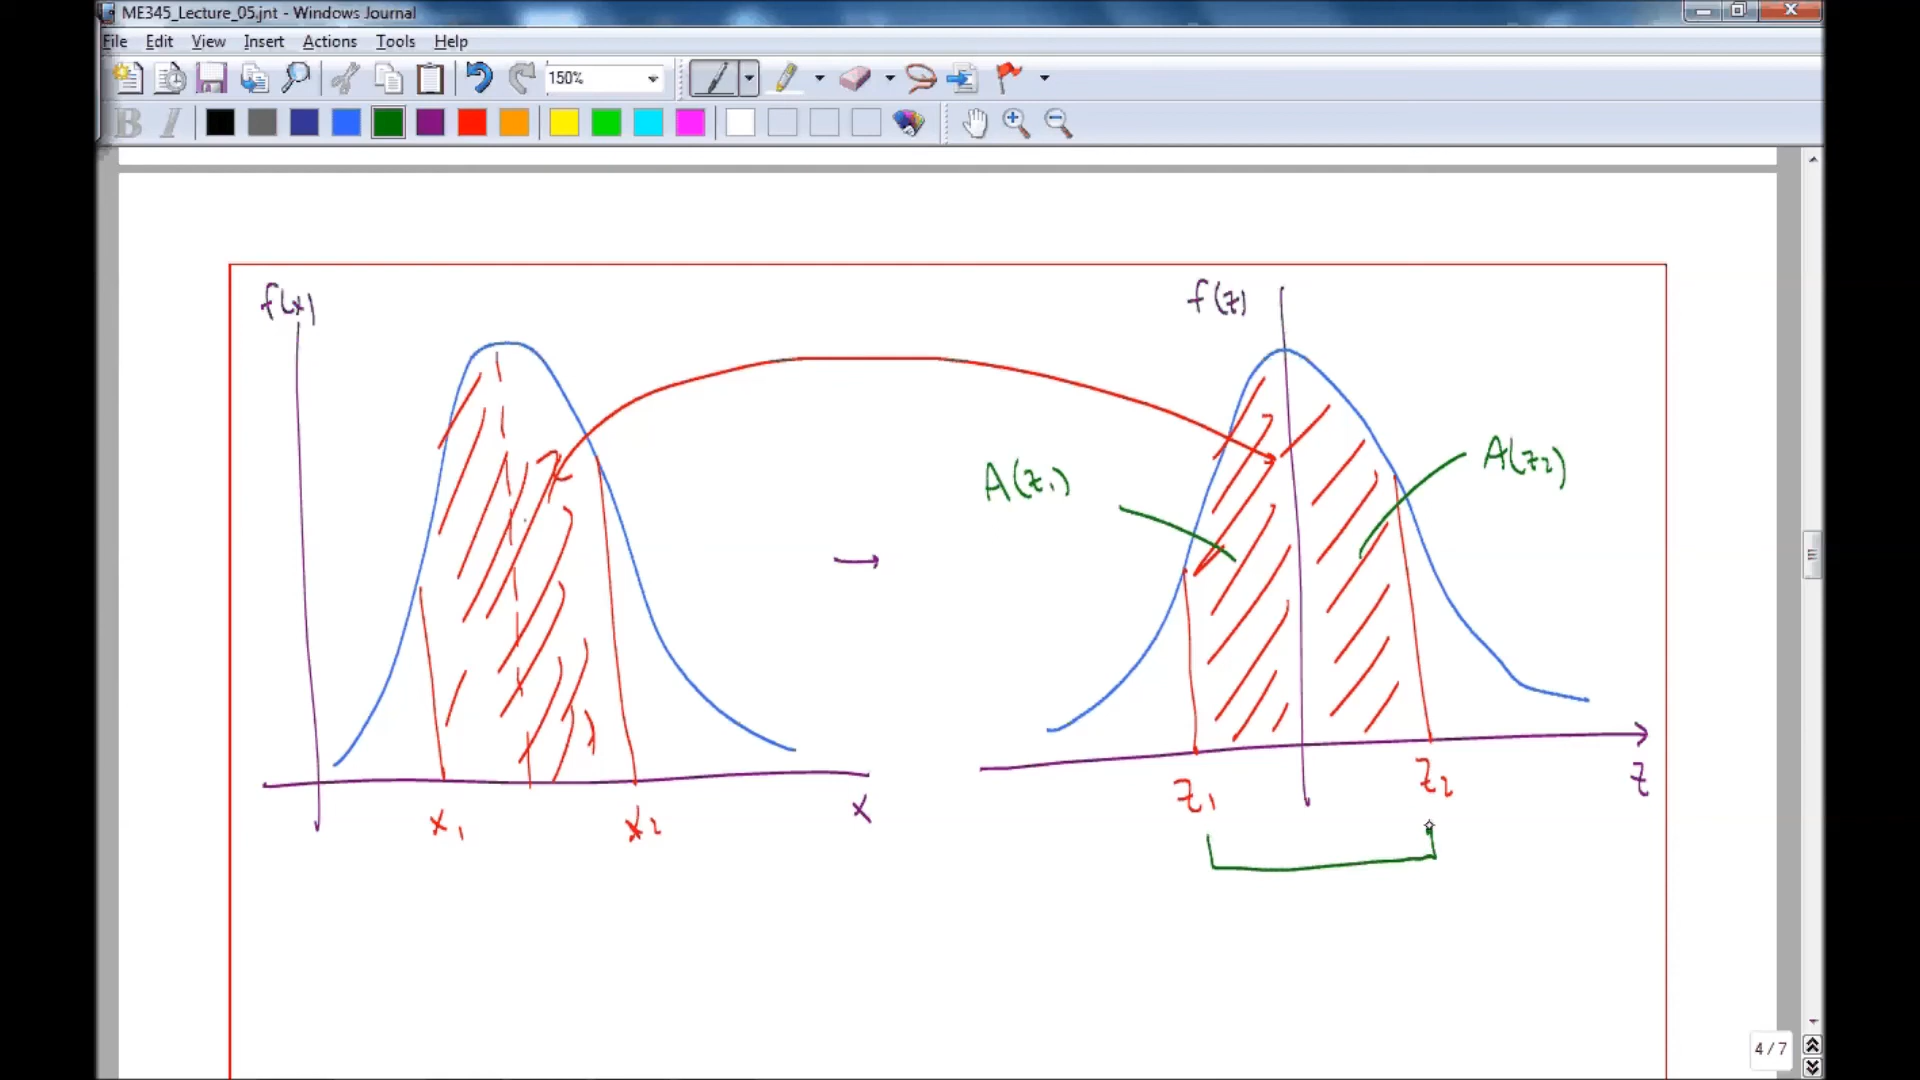 ME345_Lecture_05.jnt - Windows Journal
File Edit View Insert Actions Tools Help
150%
B I
f(x)
f(z)
A(z₁)
A(z₂)
x₁
x₂
x
z₁
z₂
z
4 / 7